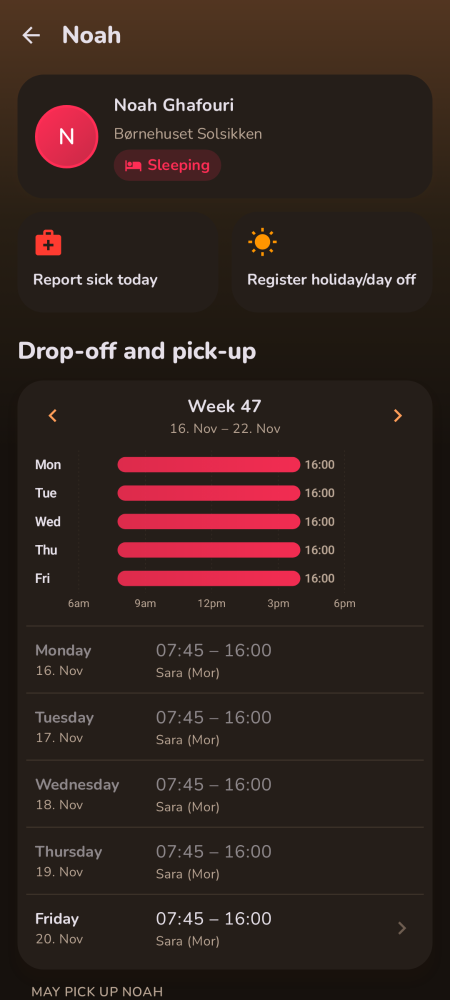 Noah
N
Noah Ghafouri
Børnehuset Solsikken
Sleeping
Report sick today
Register holiday/day off
Drop-off and pick-up
Week 47
16. Nov – 22. Nov
Mon 16:00
Tue 16:00
Wed 16:00
Thu 16:00
Fri 16:00
6am 9am 12pm 3pm 6pm
Monday 07:45 – 16:00
16. Nov Sara (Mor)
Tuesday 07:45 – 16:00
17. Nov Sara (Mor)
Wednesday 07:45 – 16:00
18. Nov Sara (Mor)
Thursday 07:45 – 16:00
19. Nov Sara (Mor)
Friday 07:45 – 16:00
20. Nov Sara (Mor)
MAY PICK UP NOAH